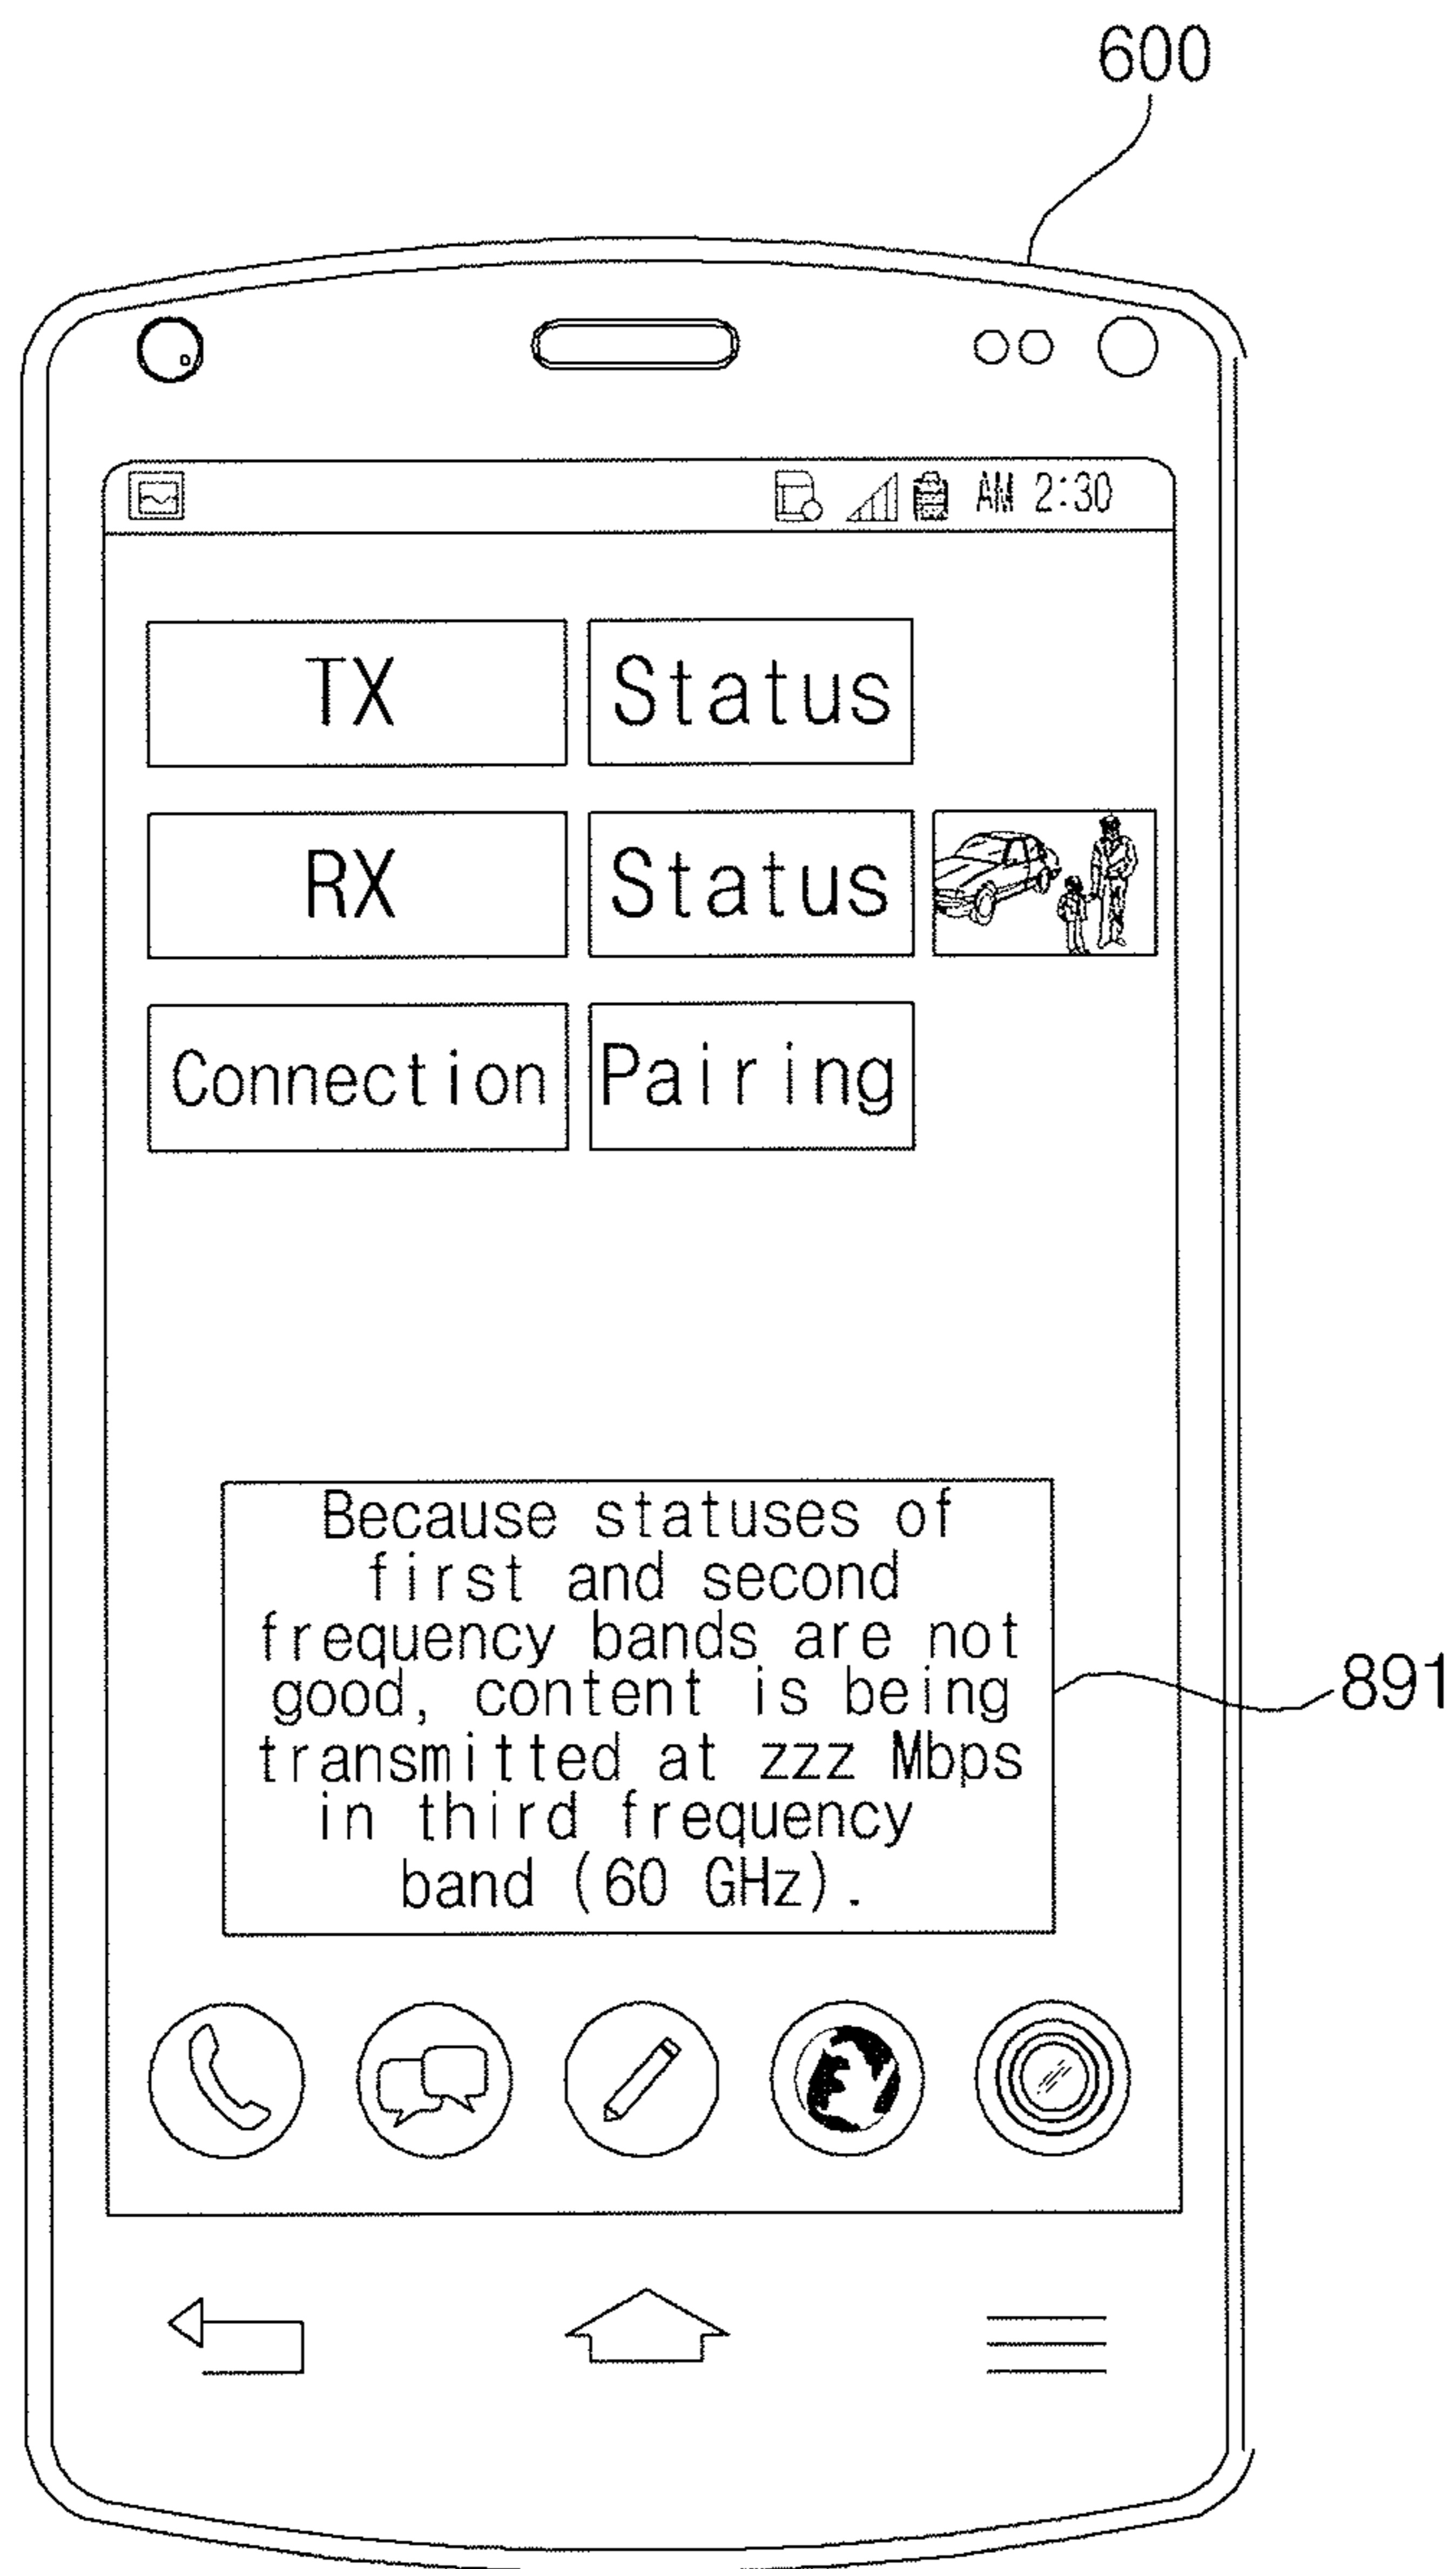 600
AM 2:30
TX Status
RX Status
Connection Pairing
Because statuses of
first and second
frequency bands are not
good, content is being
transmitted at zzz Mbps
in third frequency
band (60 GHz).
891